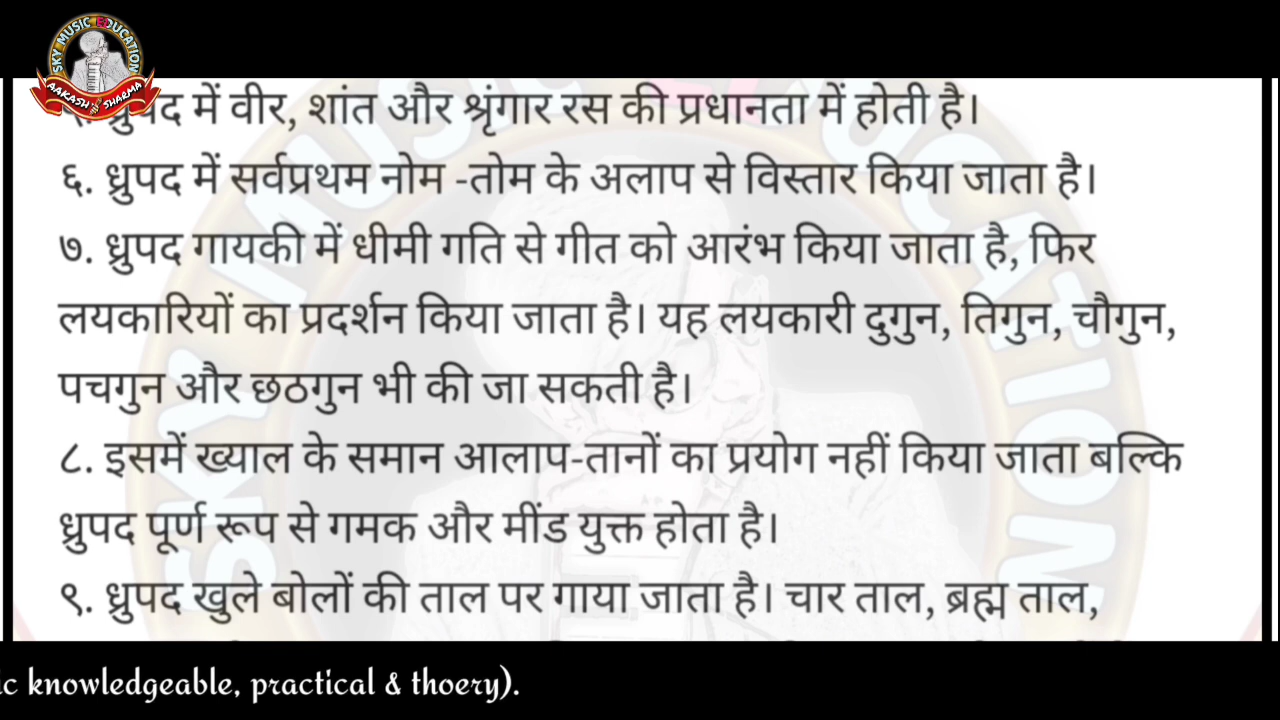 SKY MUSIC EDUCATION
AAKASH SHARMA
में वीर, शांत और श्रृंगार रस की प्रधानता में होती है।
६. ध्रुपद में सर्वप्रथम नोम -तोम के अलाप से विस्तार किया जाता है।
७. ध्रुपद गायकी में धीमी गति से गीत को आरंभ किया जाता है, फिर
लयकारियों का प्रदर्शन किया जाता है। यह लयकारी दुगुन, तिगुन, चौगुन,
पचगुन और छठगुन भी की जा सकती है।
८. इसमें ख्याल के समान आलाप-तानों का प्रयोग नहीं किया जाता बल्कि
ध्रुपद पूर्ण रूप से गमक और मींड युक्त होता है।
९. ध्रुपद खुले बोलों की ताल पर गाया जाता है। चार ताल, ब्रह्म ताल,
knowledgeable, practical & thoery).